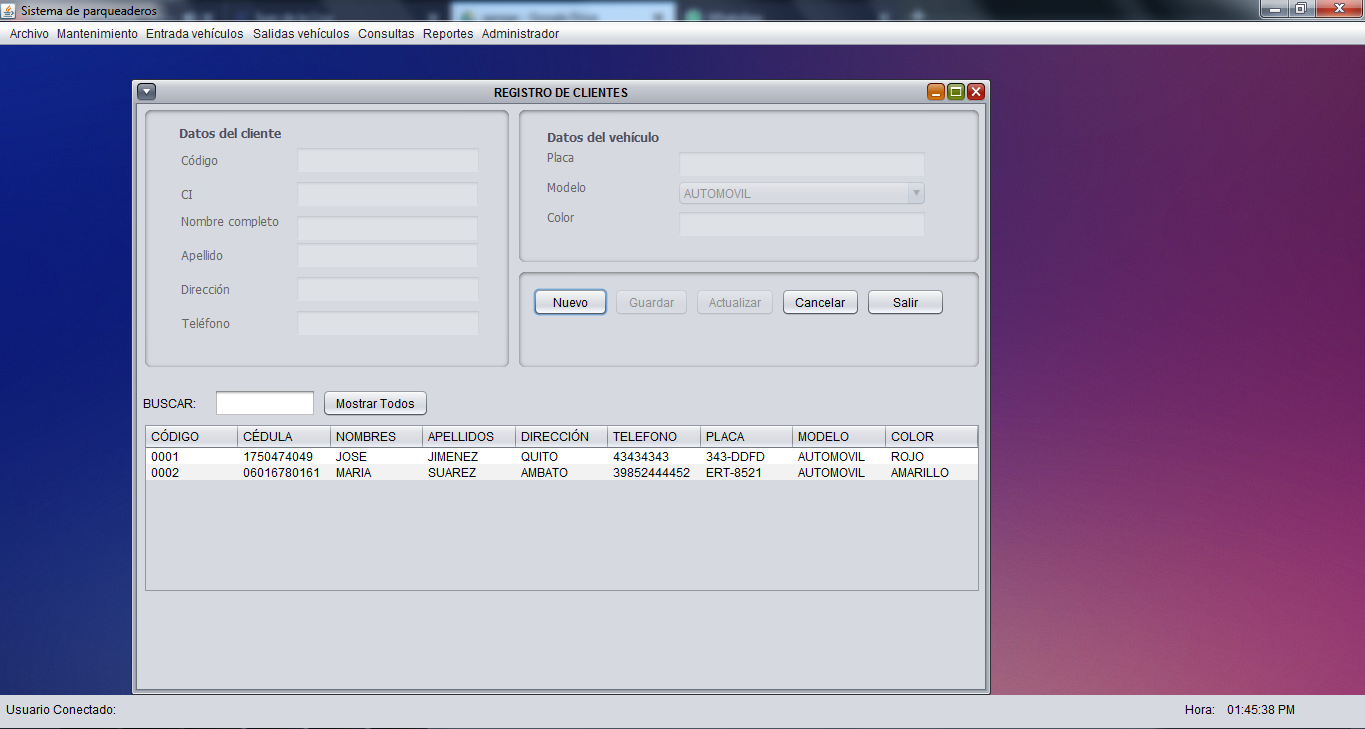 Sistema de parqueaderos
Archivo Mantenimiento Entrada vehículos Salidas vehículos Consultas Reportes Administrador
REGISTRO DE CLIENTES
Datos del cliente
Código
CI
Nombre completo
Apellido
Dirección
Teléfono
Datos del vehículo
Placa
Modelo AUTOMOVIL
Color
Nuevo Guardar Actualizar Cancelar Salir
BUSCAR: Mostrar Todos
CÓDIGO CÉDULA NOMBRES APELLIDOS DIRECCIÓN TELEFONO PLACA MODELO COLOR
0001 1750474049 JOSE JIMENEZ QUITO 43434343 343-DDFD AUTOMOVIL ROJO
0002 06016780161 MARIA SUAREZ AMBATO 39852444452 ERT-8521 AUTOMOVIL AMARILLO
Usuario Conectado:
Hora: 01:45:38 PM